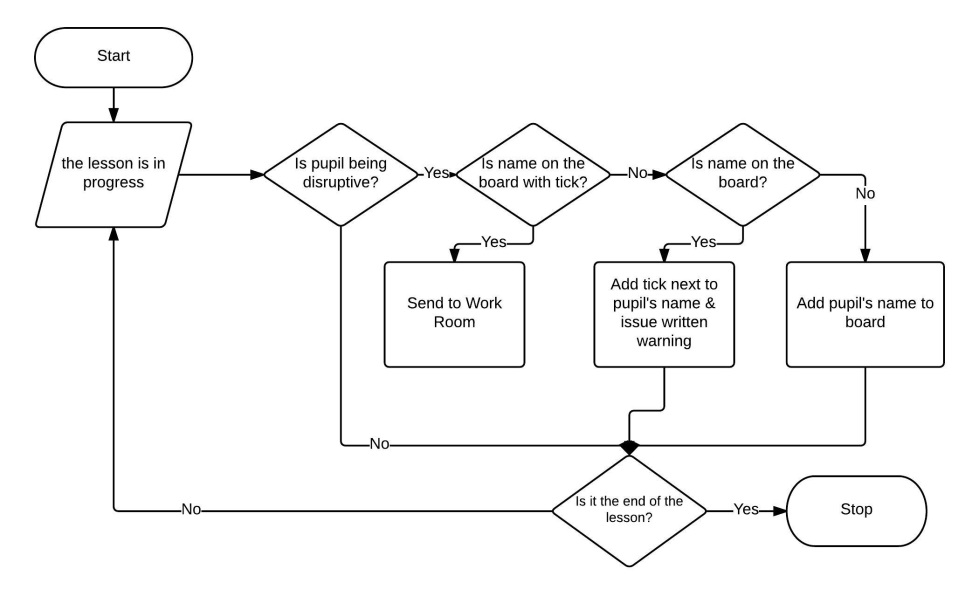 Start
the lesson is in
progress
Is pupil being
disruptive?
Yes
Is name on the
board with tick?
No
Is name on the
board?
No
Yes
Yes
Send to Work
Room
Add tick next to
pupil's name &
issue written
warning
Add pupil's name to
board
No
Is it the end of the
lesson?
No
Yes
Stop